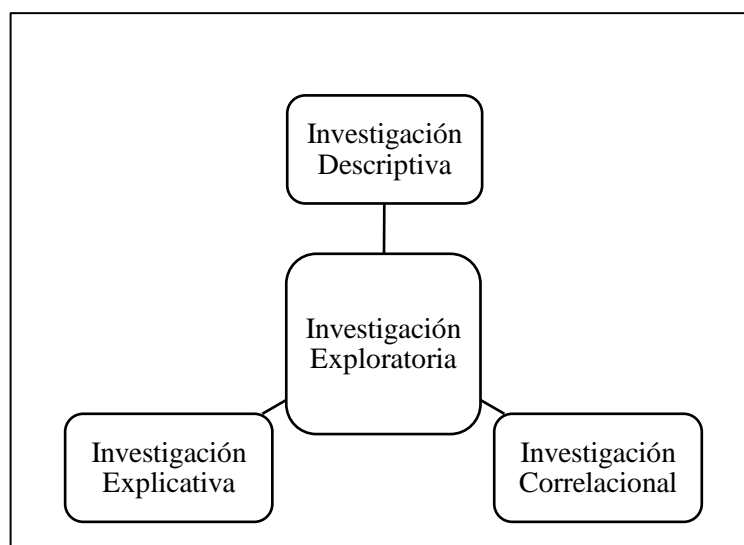 Investigación
Descriptiva
Investigación
Exploratoria
Investigación
Explicativa
Investigación
Correlacional